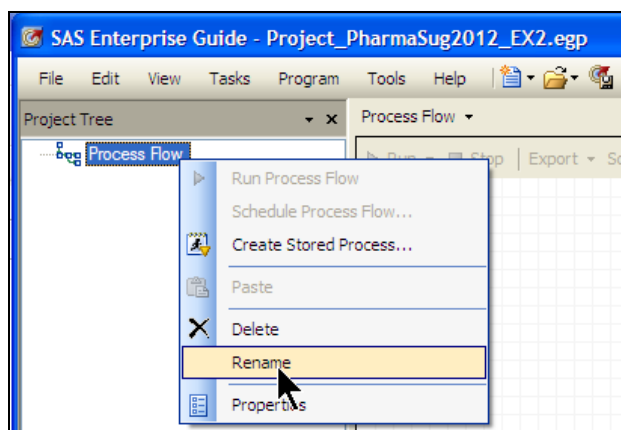 SAS Enterprise Guide - Project_PharmaSug2012_EX2.egp
File Edit View Tasks Program Tools Help
Project Tree
Process Flow
Process Flow
Run Stop Export
Run Process Flow
Schedule Process Flow...
Create Stored Process...
Paste
Delete
Rename
Properties